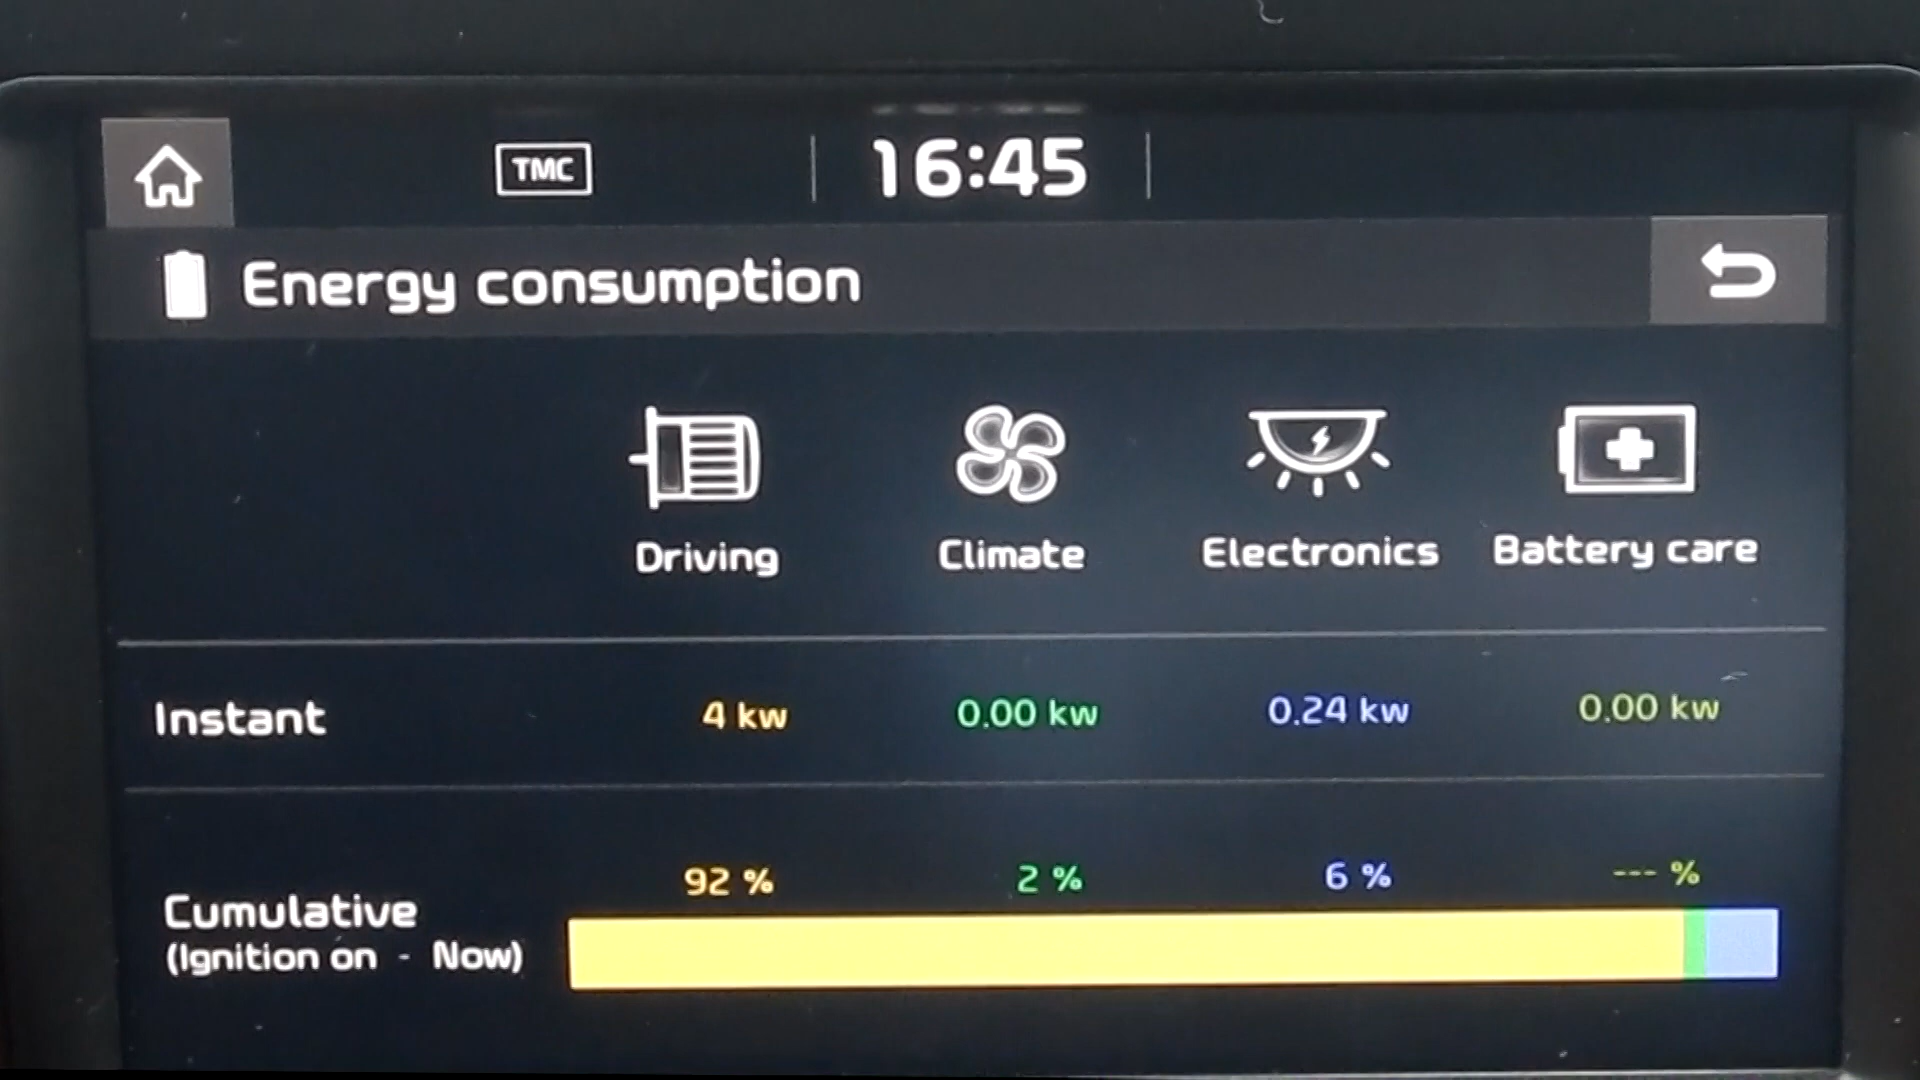 TMC
16:45
Energy consumption
Driving Climate Electronics Battery care
Instant 4 kw 0.00 kw 0.24 kw 0.00 kw
92 % 2 % 6 % --- %
Cumulative
(Ignition on - Now)